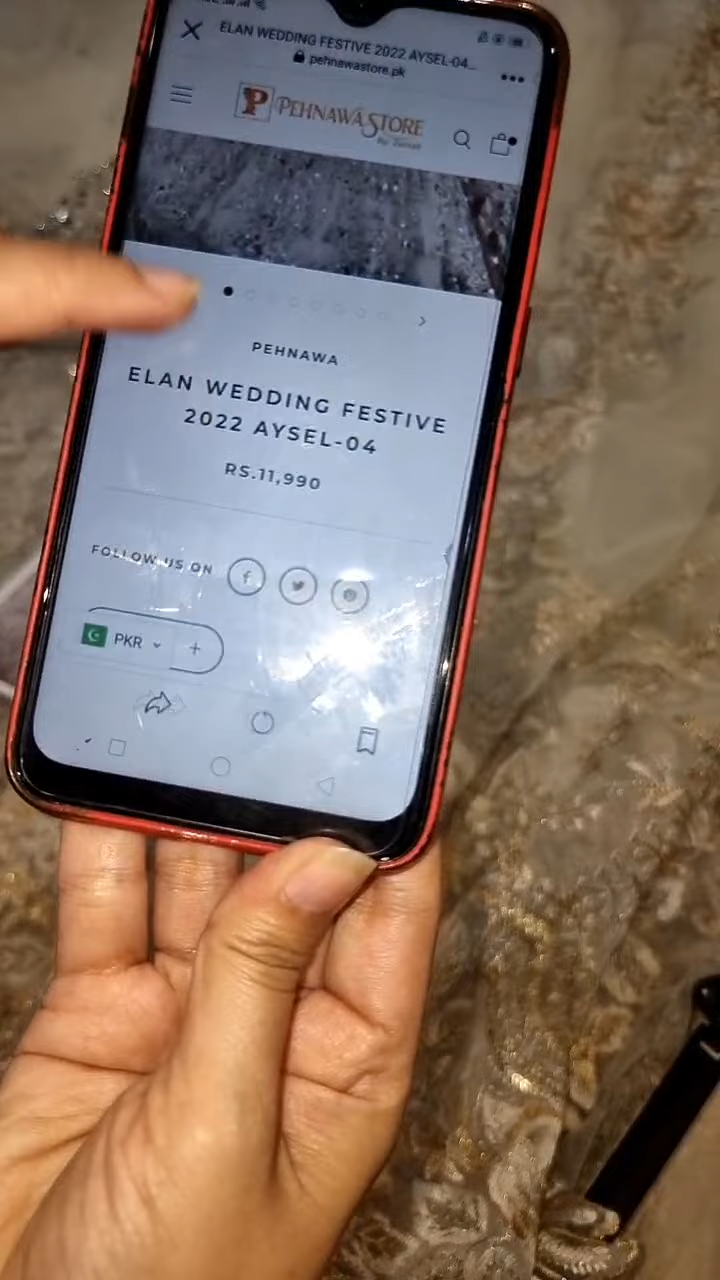 ELAN WEDDING FESTIVE 2022 AYSEL-04...
pehnawastore.pk
P PEHNAWA STORE
PEHNAWA
ELAN WEDDING FESTIVE
2022 AYSEL-04
RS.11,990
FOLLOW US ON
PKR